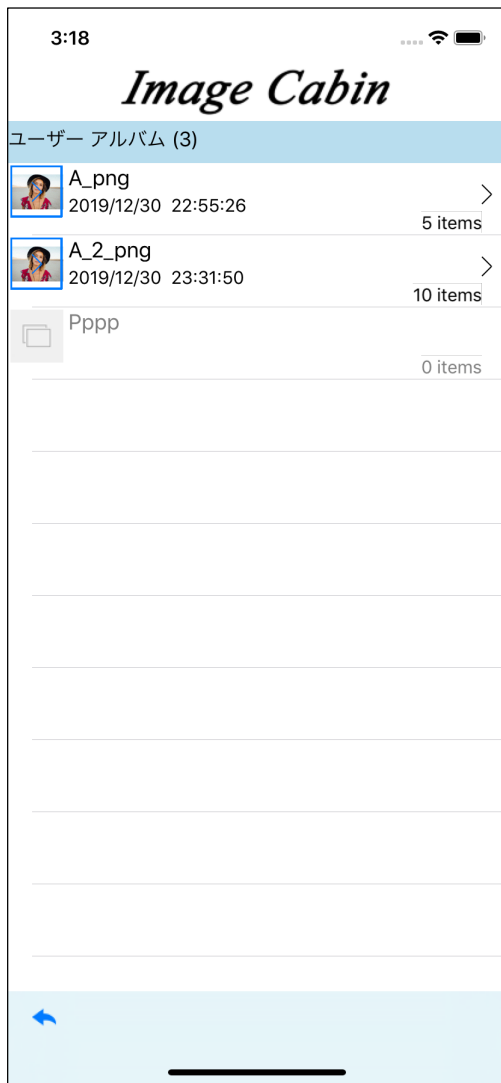 3:18
Image Cabin
ユーザー アルバム (3)
A_png
2019/12/30 22:55:26
5 items
A_2_png
2019/12/30 23:31:50
10 items
Pppp
0 items